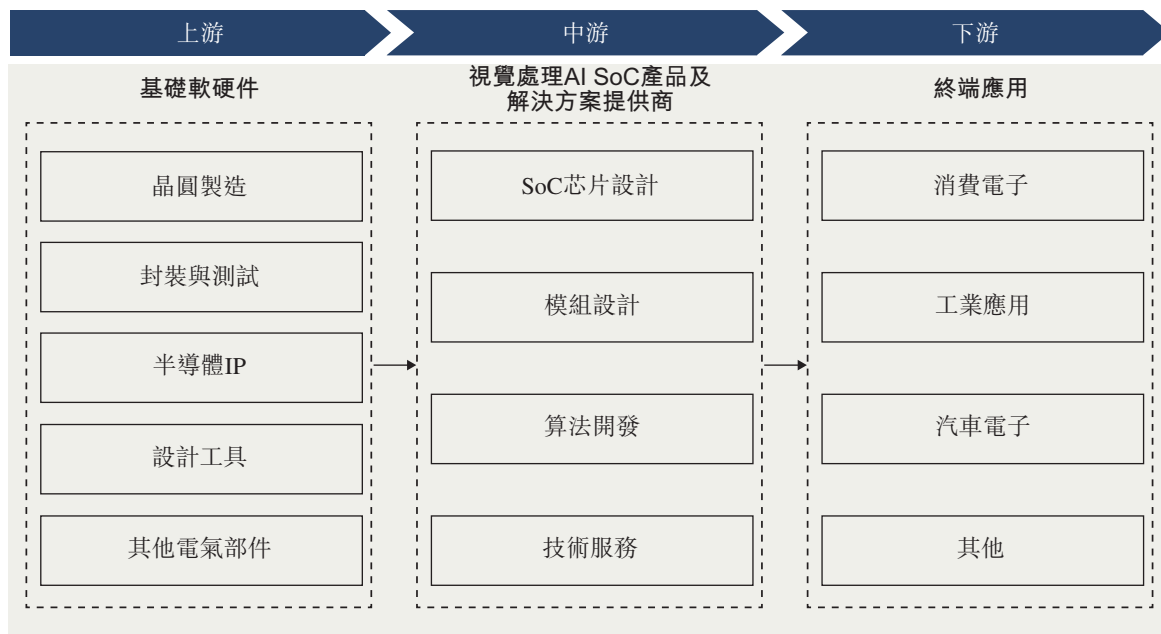 上游
中游
下游
基礎軟硬件
視覺處理AI SoC產品及
解決方案提供商
終端應用
晶圓製造
封裝與測試
半導體IP
設計工具
其他電氣部件
SoC芯片設計
模組設計
算法開發
技術服務
消費電子
工業應用
汽車電子
其他